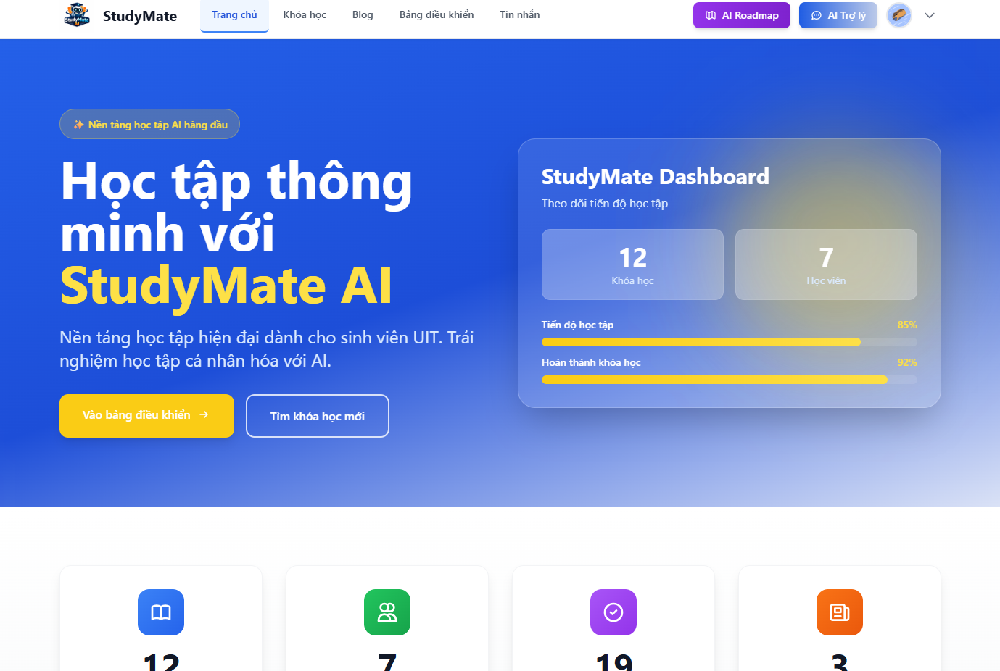 StudyMate AI
StudyMate
Trang chủ
Khóa học
Blog
Bảng điều khiển
Tin nhắn
AI Roadmap
AI Trợ lý
✨ Nền tảng học tập AI hàng đầu
Học tập thông
minh với
StudyMate AI
Nền tảng học tập hiện đại dành cho sinh viên UIT. Trải
nghiệm học tập cá nhân hóa với AI.
Vào bảng điều khiển →
Tìm khóa học mới
StudyMate Dashboard
Theo dõi tiến độ học tập
12
Khóa học
7
Học viên
Tiến độ học tập 85%
Hoàn thành khóa học 92%
12
7
19
3